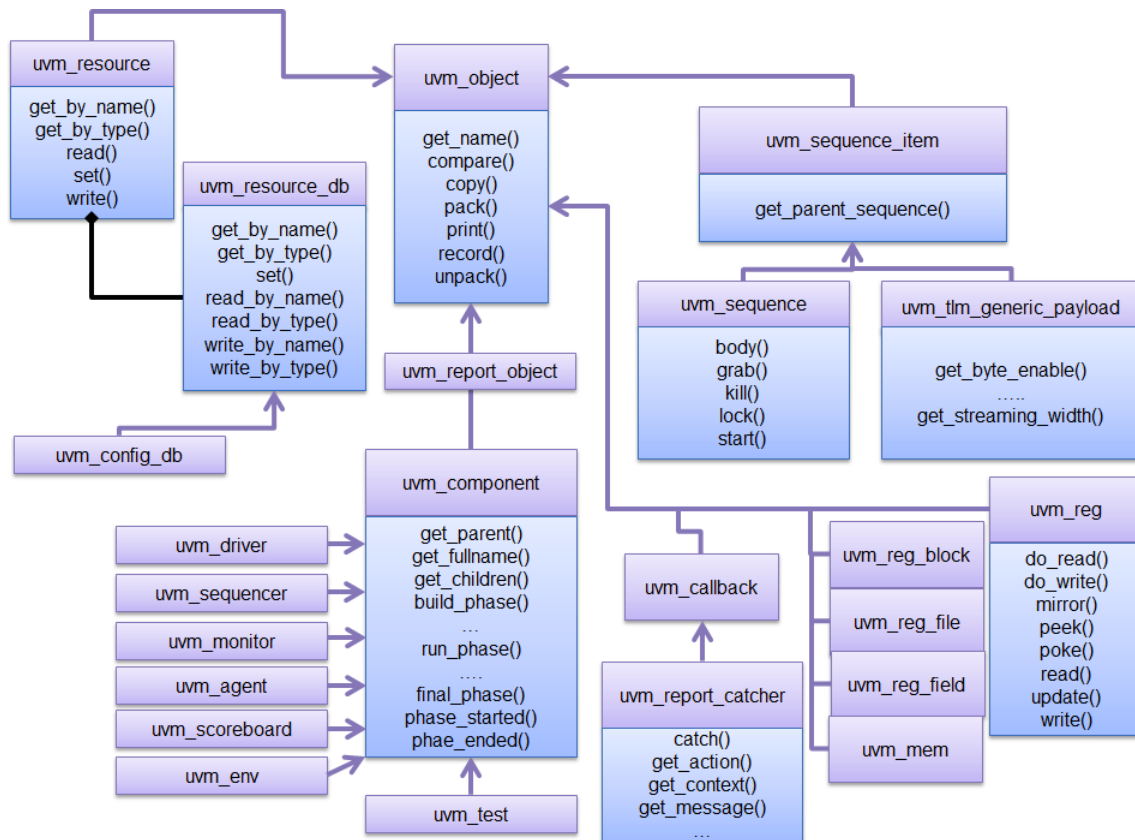 uvm_resource
get_by_name()
get_by_type()
read()
set()
write()
uvm_resource_db
get_by_name()
get_by_type()
set()
read_by_name()
read_by_type()
write_by_name()
write_by_type()
uvm_config_db
uvm_object
get_name()
compare()
copy()
pack()
print()
record()
unpack()
uvm_report_object
uvm_component
get_parent()
get_fullname()
get_children()
build_phase()
...
run_phase()
....
final_phase()
phase_started()
phae_ended()
uvm_driver
uvm_sequencer
uvm_monitor
uvm_agent
uvm_scoreboard
uvm_env
uvm_test
uvm_sequence_item
get_parent_sequence()
uvm_sequence
body()
grab()
kill()
lock()
start()
uvm_tlm_generic_payload
get_byte_enable()
.....
get_streaming_width()
uvm_callback
uvm_report_catcher
catch()
get_action()
get_context()
get_message()
...
uvm_reg_block
uvm_reg_file
uvm_reg_field
uvm_mem
uvm_reg
do_read()
do_write()
mirror()
peek()
poke()
read()
update()
write()